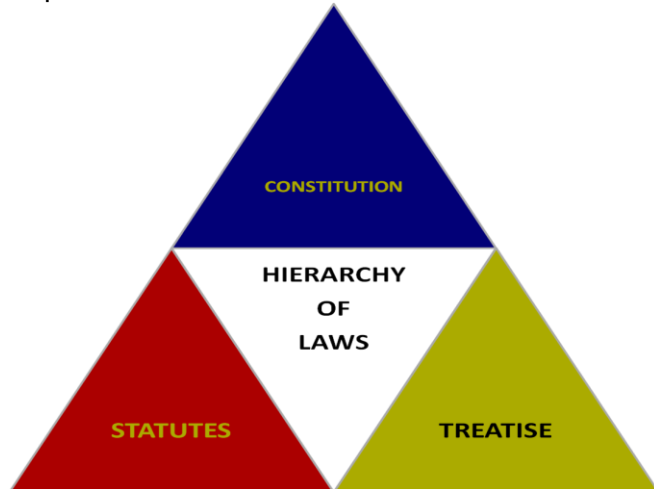 CONSTITUTION
HIERARCHY
OF
LAWS
STATUTES
TREATISE